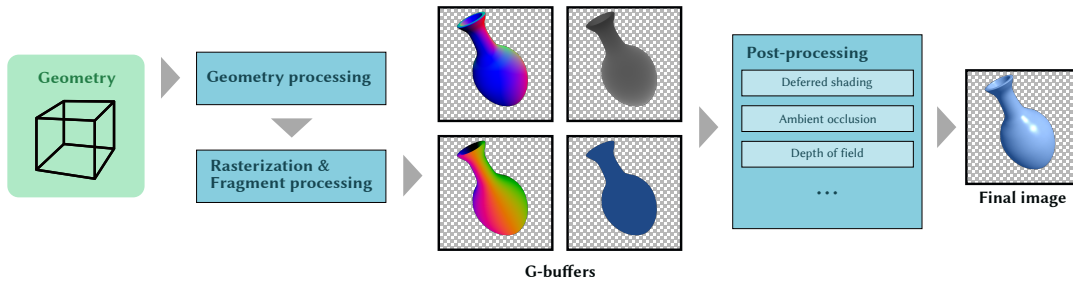 Geometry
Geometry processing
Rasterization &
Fragment processing
G-buffers
Post-processing
Deferred shading
Ambient occlusion
Depth of field
...
Final image